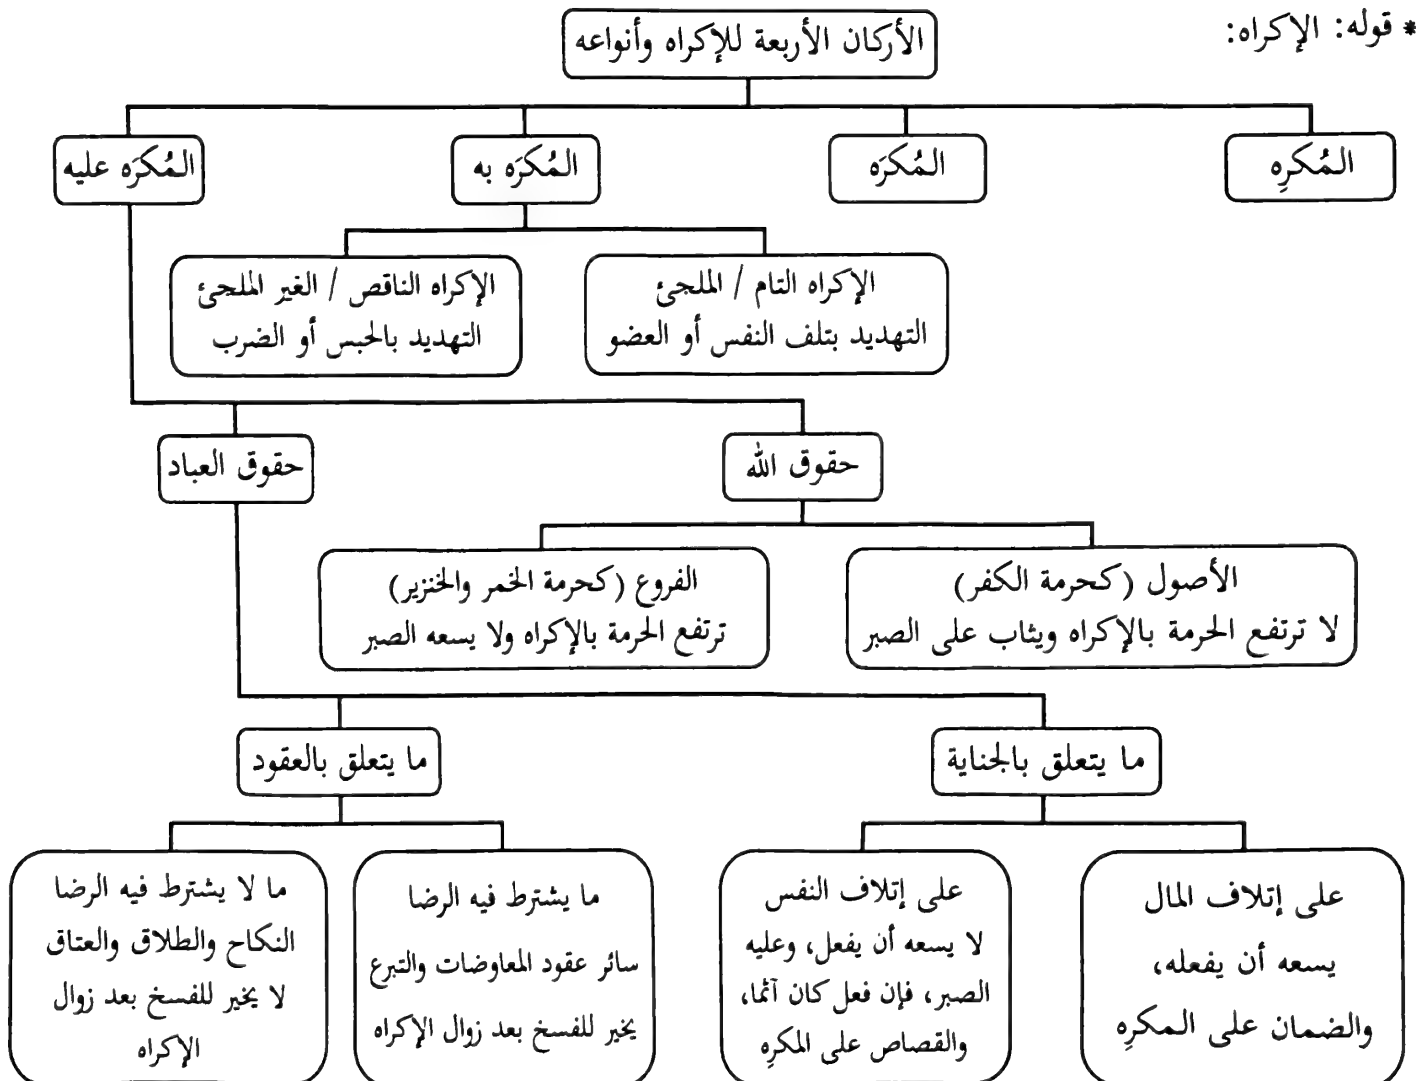 * قوله: الإكراه:
الأركان الأربعة للإكراه وأنواعه
المُكرِه
المُكرَه
المُكرَه به
المُكرَه عليه
الإكراه التام / الملجئ
التهديد بتلف النفس أو العضو
الإكراه الناقص / الغير الملجئ
التهديد بالحبس أو الضرب
حقوق الله
حقوق العباد
الأصول (كحرمة الكفر)
لا ترتفع الحرمة بالإكراه ويثاب على الصبر
الفروع (كحرمة الخمر والخنزير)
ترتفع الحرمة بالإكراه ولا يسعه الصبر
ما يتعلق بالجناية
ما يتعلق بالعقود
على إتلاف المال
يسعه أن يفعله،
والضمان على المكرِه
على إتلاف النفس
لا يسعه أن يفعل، وعليه
الصبر، فإن فعل كان آثما،
والقصاص على المكرِه
ما يشترط فيه الرضا
سائر عقود المعاوضات والتبرع
يخير للفسخ بعد زوال الإكراه
ما لا يشترط فيه الرضا
النكاح والطلاق والعتاق
لا يخير للفسخ بعد زوال
الإكراه